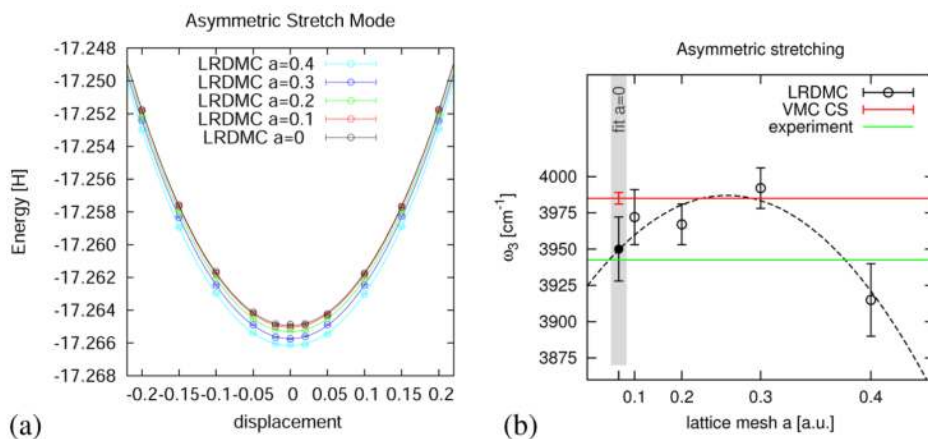 Asymmetric Stretch Mode
-17.248
-17.250
-17.252
-17.254
-17.256
-17.258
-17.260
-17.262
-17.264
-17.266
-17.268
Energy [H]
LRDMC a=0.4
LRDMC a=0.3
LRDMC a=0.2
LRDMC a=0.1
LRDMC a=0
-0.2 -0.15 -0.1 -0.05 0 0.05 0.1 0.15 0.2
displacement
(a)
Asymmetric stretching
LRDMC
VMC CS
experiment
fit a=0
4000
3975
3950
3925
3900
3875
ω3 [cm-1]
0.1 0.2 0.3 0.4
lattice mesh a [a.u.]
(b)